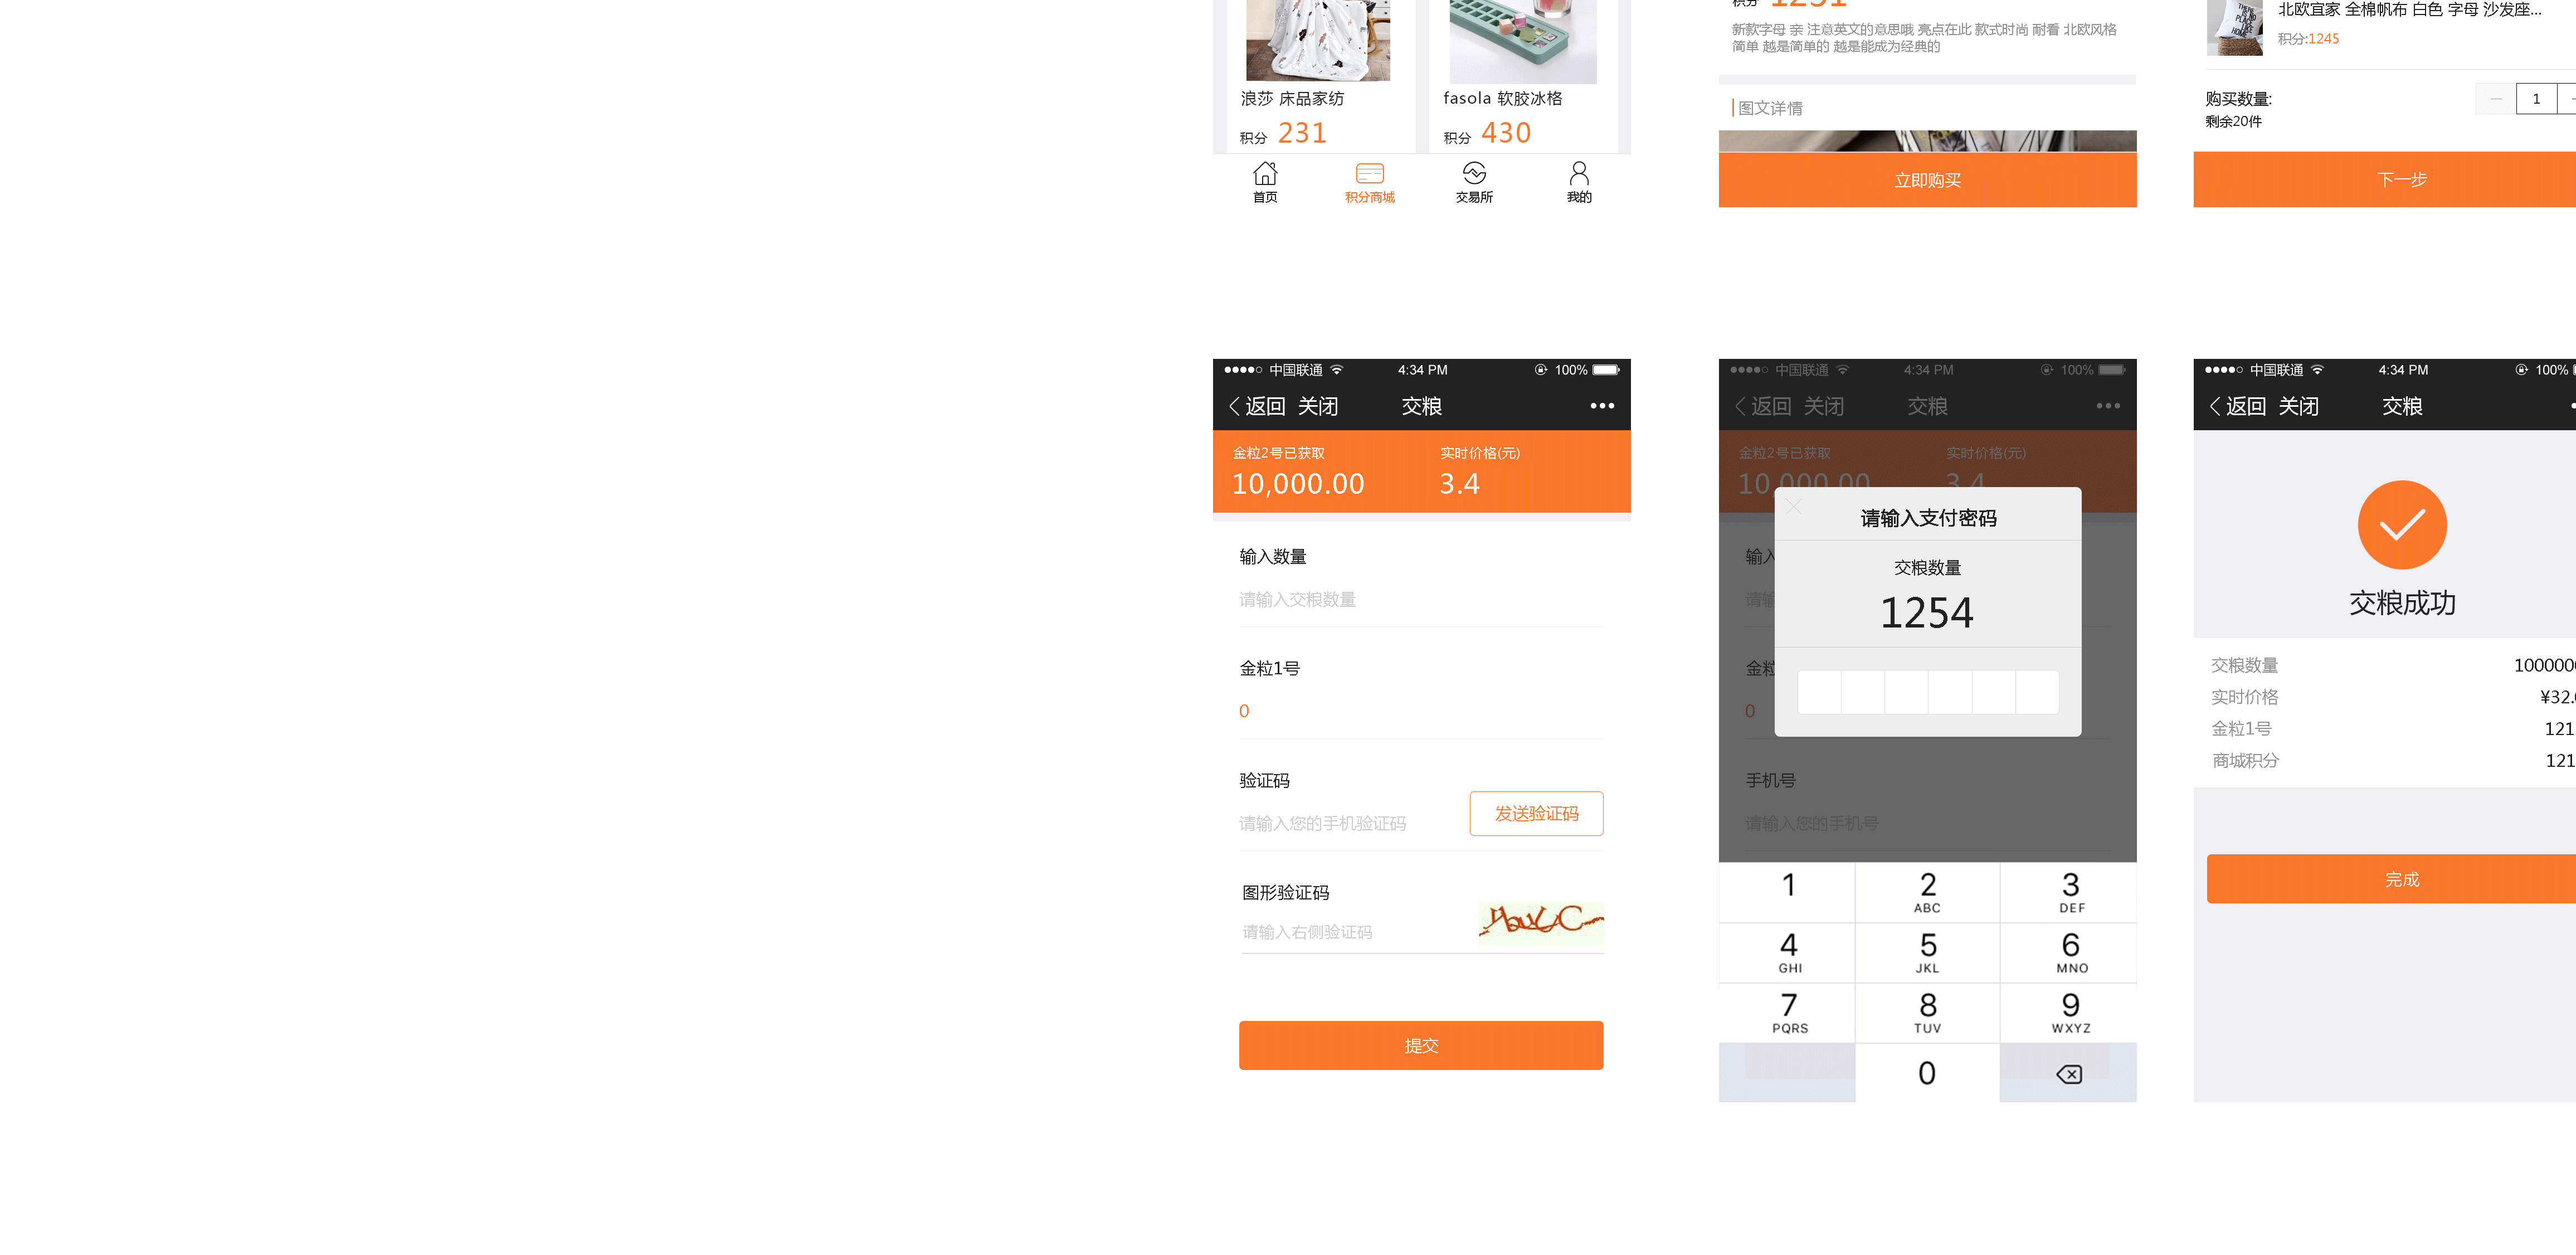 浪莎 床品家纺
积分 231
fasola 软胶冰格
积分 430
首页
积分商城
交易所
我的
积分 1231
新款字母 亲 注意英文的意思哦 亮点在此 款式时尚 耐看 北欧风格
简单 越是简单的 越是能成为经典的
图文详情
立即购买
北欧宜家 全棉帆布 白色 字母 沙发座...
积分:1245
购买数量:
1
剩余20件
下一步
中国联通
4:34 PM
100%
返回 关闭
交粮
金粒2号已获取
实时价格(元)
10,000.00
3.4
输入数量
请输入交粮数量
金粒1号
0
验证码
请输入您的手机验证码
发送验证码
图形验证码
请输入右侧验证码
提交
中国联通
4:34 PM
100%
返回 关闭
交粮
金粒2号已获取
实时价格(元)
10,000.00
3.4
请输入支付密码
交粮数量
1254
输入
请输
金粒
0
手机号
请输入您的手机号
1
2
ABC
3
DEF
4
GHI
5
JKL
6
MNO
7
PQRS
8
TUV
9
WXYZ
0
中国联通
4:34 PM
100%
返回 关闭
交粮
交粮成功
交粮数量
实时价格
¥32.
金粒1号
121
商城积分
121
完成